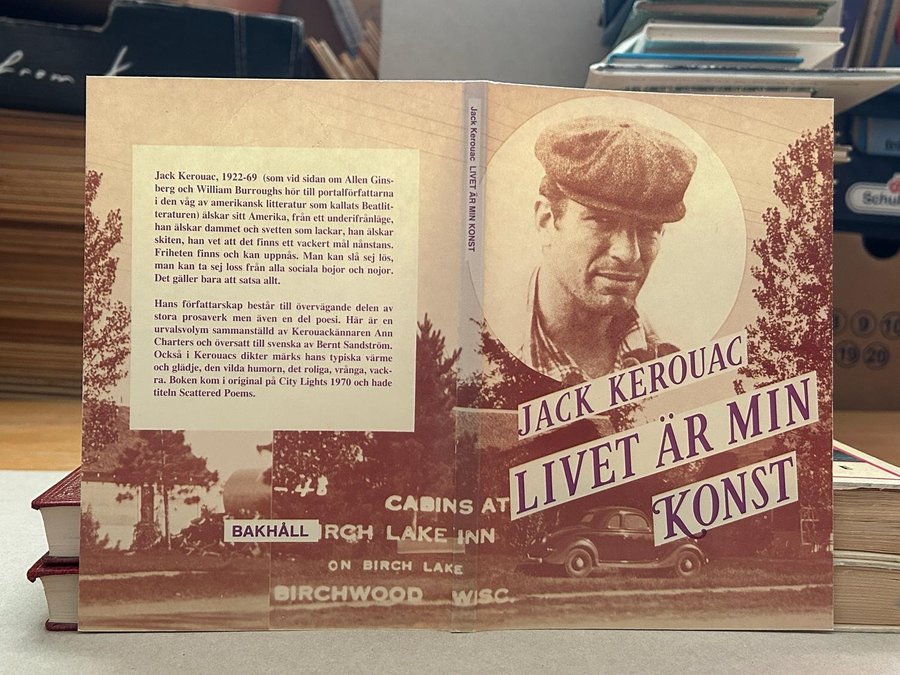 from
Jack Kerouac, 1922-69 (som vid sidan om Allen Gins-
berg och William Burroughs hör till portalförfattarna
i den våg av amerikansk litteratur som kallats Beatlit-
teraturen) älskar sitt Amerika, från ett underifrånläge,
han älskar dammet och svetten som lackar, han älskar
skiten, han vet att det finns ett vackert mål nånstans.
Friheten finns och kan uppnås. Man kan slå sej lös,
man kan ta sej loss från alla sociala bojor och nojor.
Det gäller bara att satsa allt.
Hans författarskap består till övervägande delen av
stora prosaverk men även en del poesi. Här är en
urvalsvolym sammanställd av Kerouackännaren Ann
Charters och översatt till svenska av Bernt Sandström.
Också i Kerouacs dikter märks hans typiska värme
och glädje, den vilda humorn, det roliga, vrånga, vack-
ra. Boken kom i original på City Lights 1970 och hade
titeln Scattered Poems.
BAKHÅLL
-48
CABINS AT
RCH LAKE INN
ON BIRCH LAKE
BIRCHWOOD WISC.
Jack Kerouac LIVET ÄR MIN KONST
JACK KEROUAC
LIVET ÄR MIN
KONST
9 10
19 20